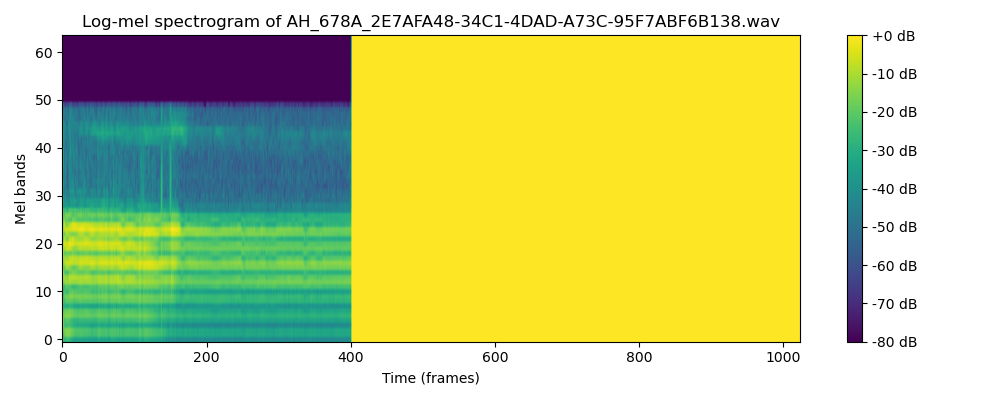 Log-mel spectrogram of AH_678A_2E7AFA48-34C1-4DAD-A73C-95F7ABF6B138.wav
60
50
40
30
20
10
0
Mel bands
0 200 400 600 800 1000
Time (frames)
+0 dB
-10 dB
-20 dB
-30 dB
-40 dB
-50 dB
-60 dB
-70 dB
-80 dB